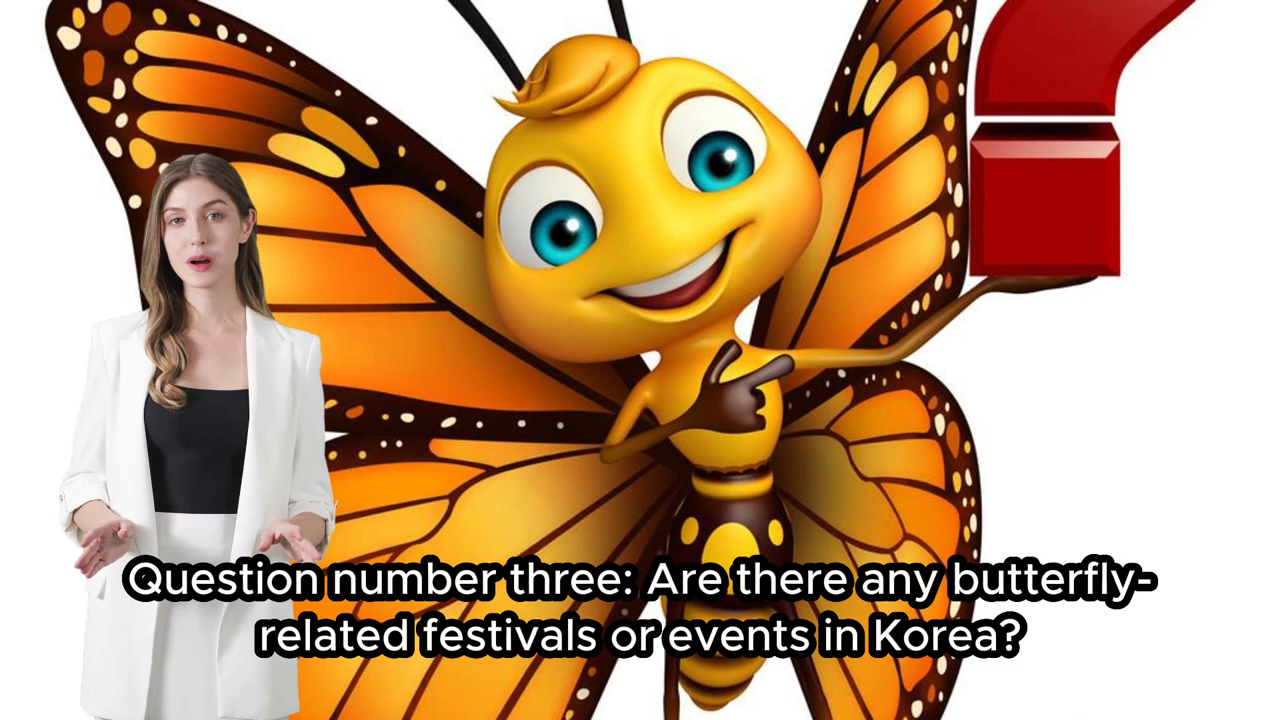 Question number three: Are there any butterfly-
related festivals or events in Korea?